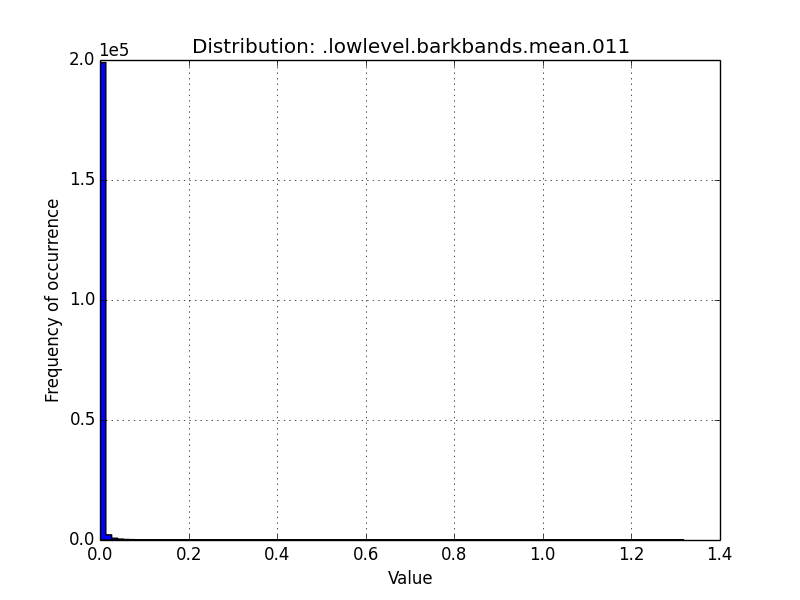 Distribution: .lowlevel.barkbands.mean.011
1e5
2.0
1.5
1.0
0.5
0.0
Frequency of occurrence
0.0 0.2 0.4 0.6 0.8 1.0 1.2 1.4
Value